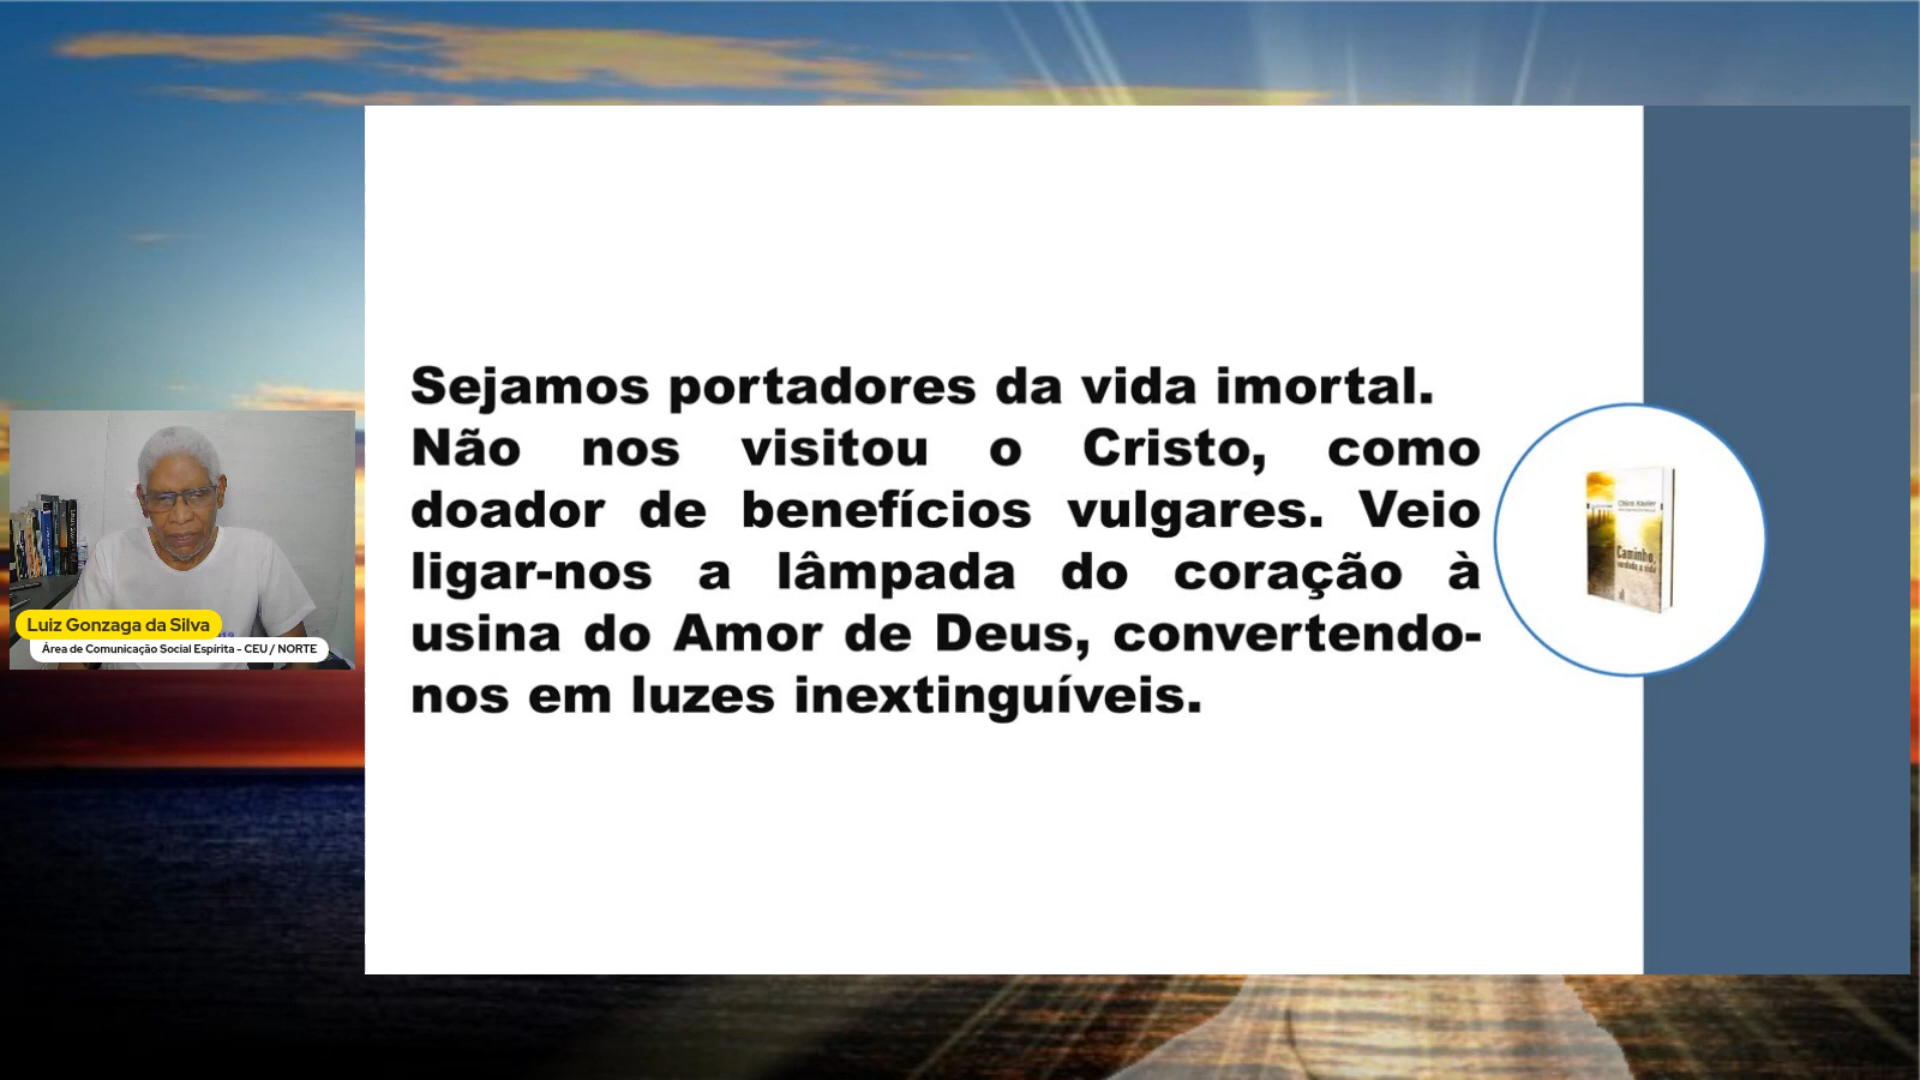 Sejamos portadores da vida imortal.
Não nos visitou o Cristo, como
doador de benefícios vulgares. Veio
ligar-nos a lâmpada do coração à
usina do Amor de Deus, convertendo-
nos em luzes inextinguíveis.
Chico Xavier
Caminho,
verdade e vida
Luiz Gonzaga da Silva
Área de Comunicação Social Espírita - CEU / NORTE